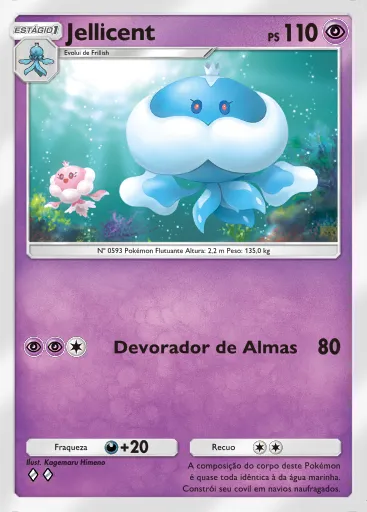 ESTÁGIO 1
Jellicent
PS 110
Evolui de Frillish
Nº 0593 Pokémon Flutuante Altura: 2,2 m Peso: 135,0 kg
Devorador de Almas 80
Fraqueza +20
Recuo
Ilust. Kagemaru Himeno
A composição do corpo deste Pokémon
é quase toda idêntica à da água marinha.
Constrói seu covil em navios naufragados.